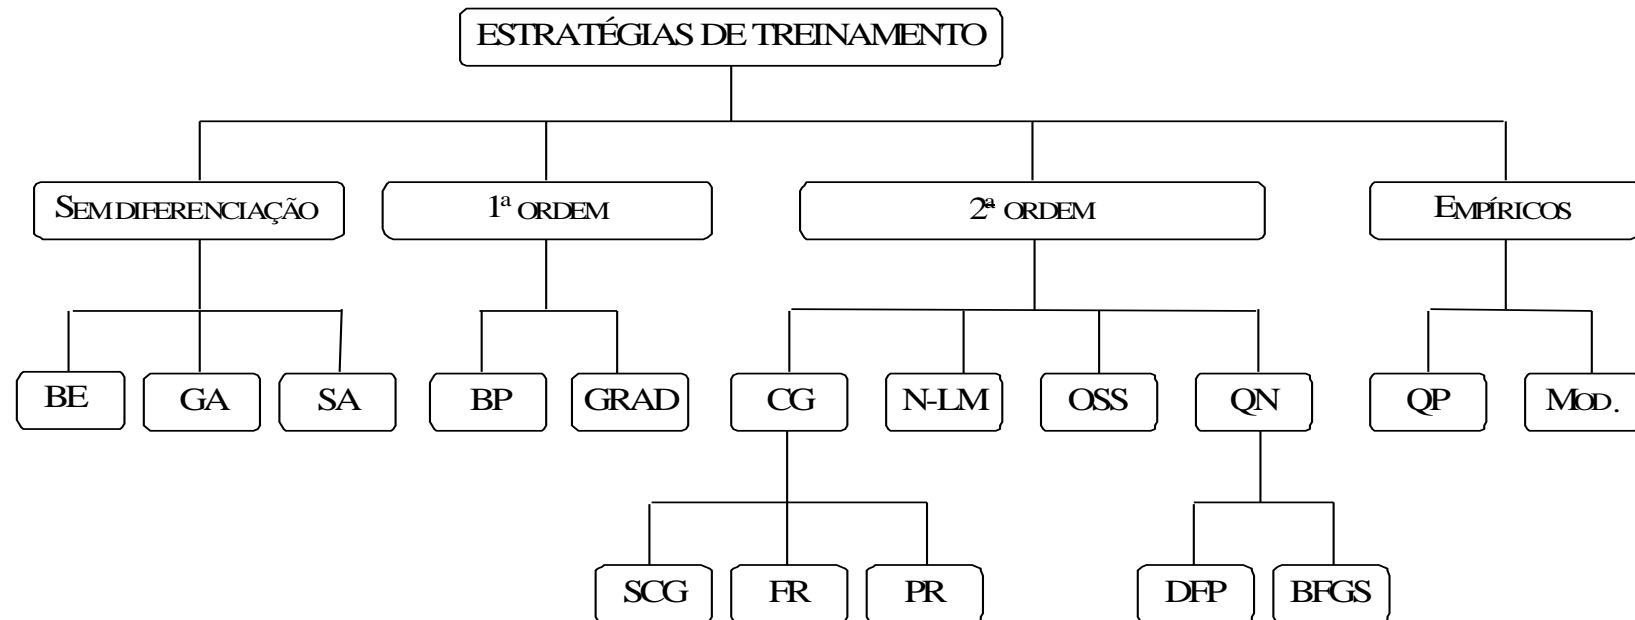 ESTRATÉGIAS DE TREINAMENTO
SEM DIFERENCIAÇÃO
1ª ORDEM
2ª ORDEM
EMPÍRICOS
BE
GA
SA
BP
GRAD
CG
N-LM
OSS
QN
QP
MOD.
SCG
FR
PR
DFP
BFGS